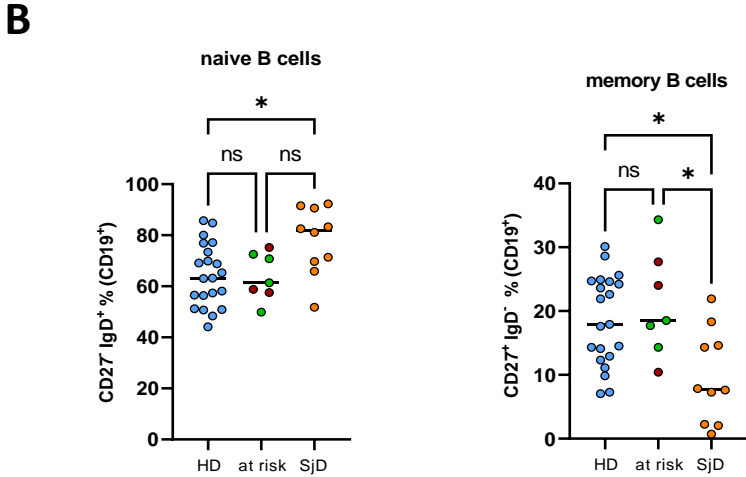 B
naive B cells
*
ns ns
100
80
60
40
20
0
CD27⁻ IgD⁺ % (CD19⁺)
HD at risk SjD
memory B cells
*
ns *
40
30
20
10
0
CD27⁺ IgD⁻ % (CD19⁺)
HD at risk SjD